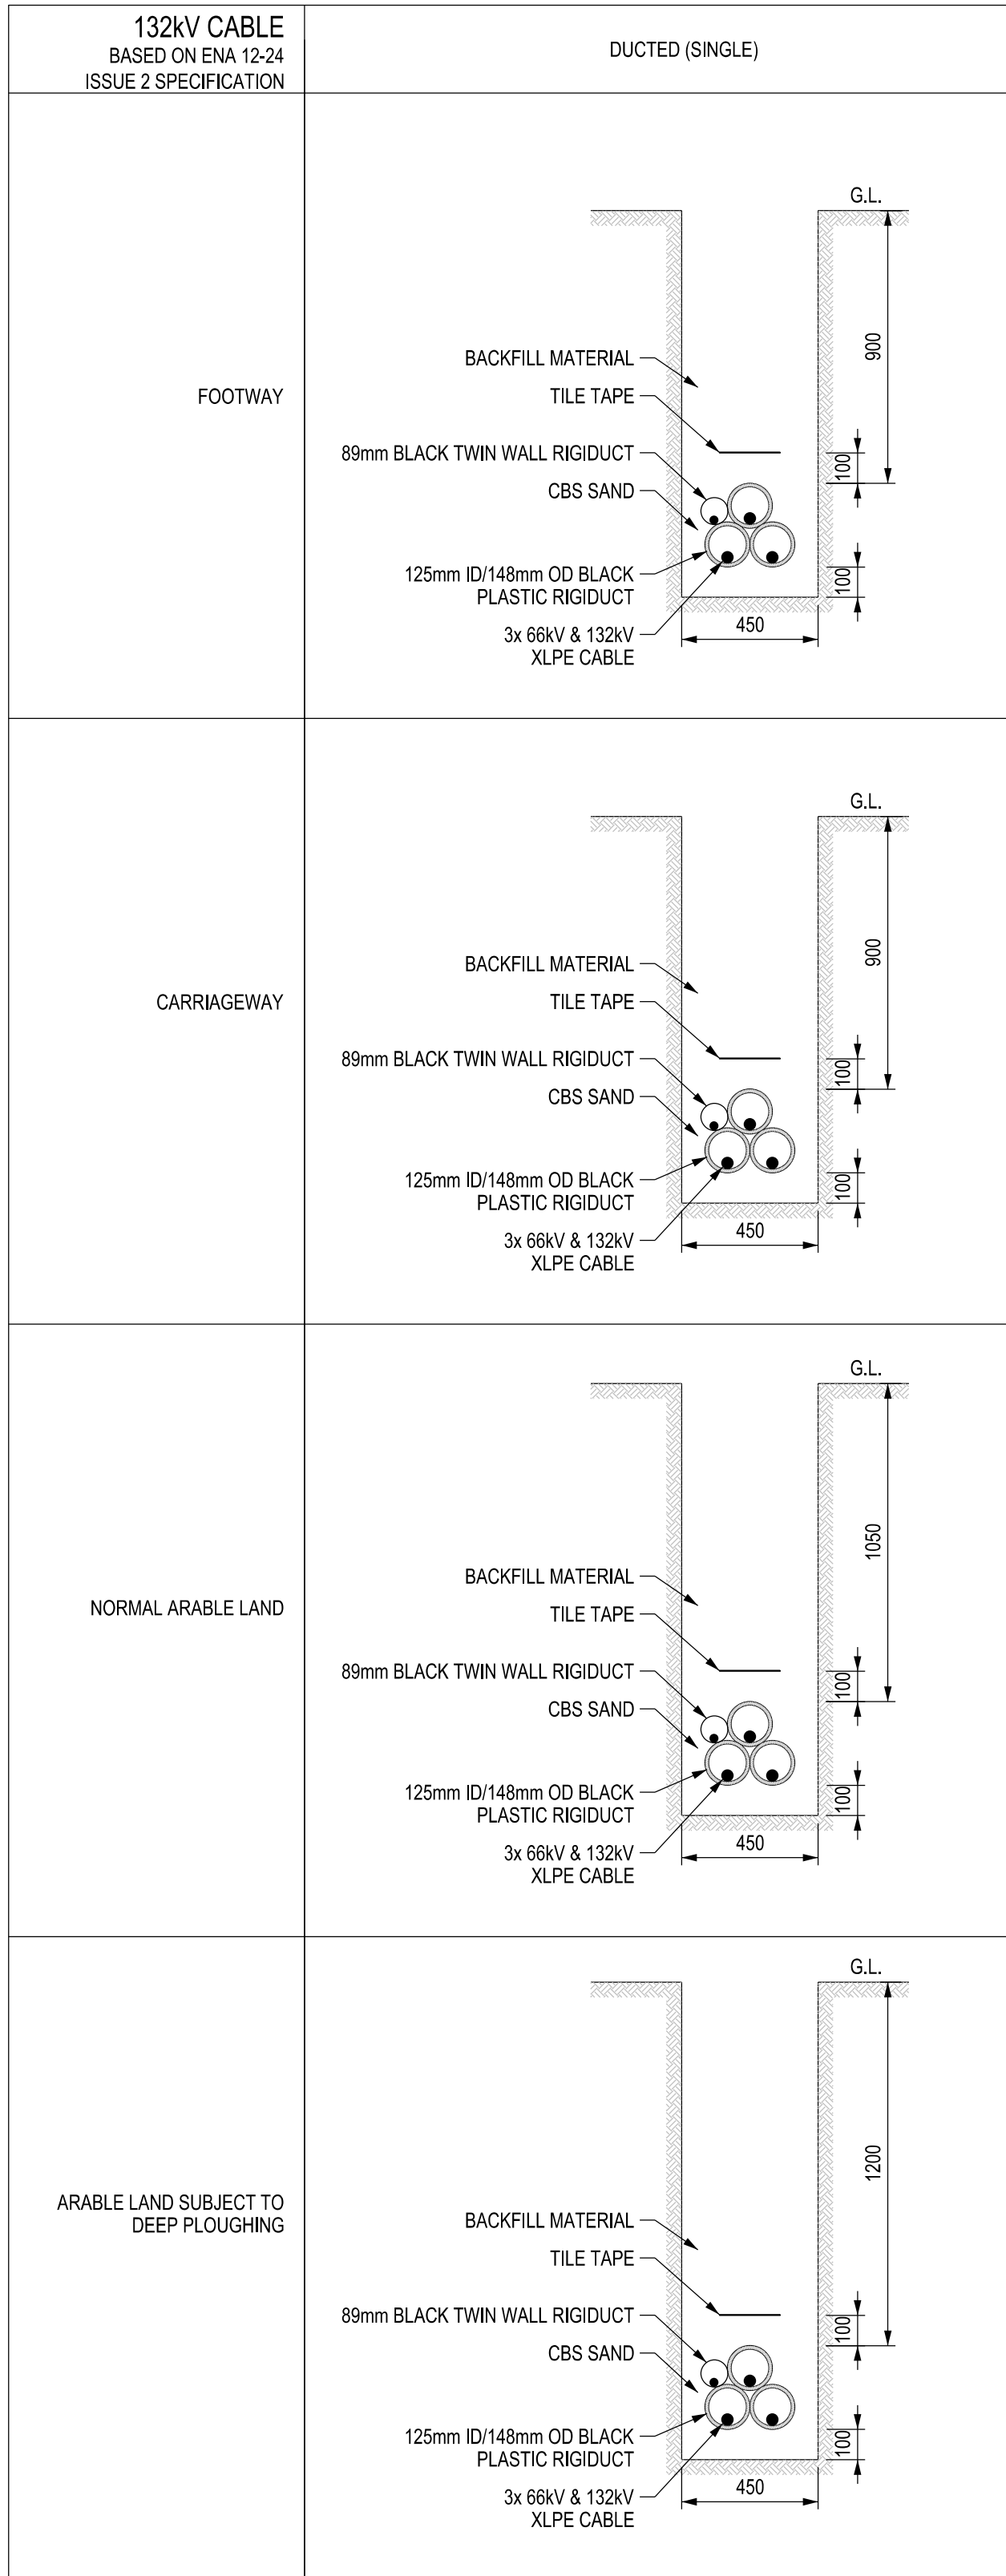 132kV CABLE
BASED ON ENA 12-24
ISSUE 2 SPECIFICATION
DUCTED (SINGLE)
FOOTWAY
G.L.
900
BACKFILL MATERIAL
TILE TAPE
89mm BLACK TWIN WALL RIGIDUCT
100
CBS SAND
125mm ID/148mm OD BLACK
PLASTIC RIGIDUCT
100
3x 66kV & 132kV
XLPE CABLE
450
CARRIAGEWAY
G.L.
900
BACKFILL MATERIAL
TILE TAPE
89mm BLACK TWIN WALL RIGIDUCT
100
CBS SAND
125mm ID/148mm OD BLACK
PLASTIC RIGIDUCT
100
3x 66kV & 132kV
XLPE CABLE
450
NORMAL ARABLE LAND
G.L.
1050
BACKFILL MATERIAL
TILE TAPE
89mm BLACK TWIN WALL RIGIDUCT
100
CBS SAND
125mm ID/148mm OD BLACK
PLASTIC RIGIDUCT
100
3x 66kV & 132kV
XLPE CABLE
450
ARABLE LAND SUBJECT TO
DEEP PLOUGHING
G.L.
1200
BACKFILL MATERIAL
TILE TAPE
89mm BLACK TWIN WALL RIGIDUCT
100
CBS SAND
125mm ID/148mm OD BLACK
PLASTIC RIGIDUCT
100
3x 66kV & 132kV
XLPE CABLE
450